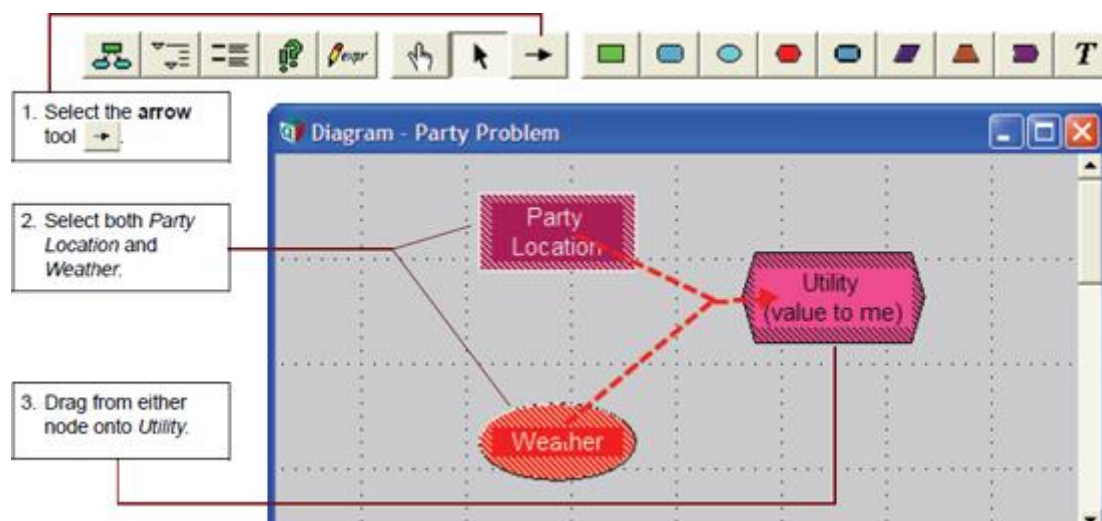 expr
T
1. Select the arrow
tool
Diagram - Party Problem
2. Select both Party
Location and
Weather.
Party
Location
Utility
(value to me)
3. Drag from either
node onto Utility.
Weather